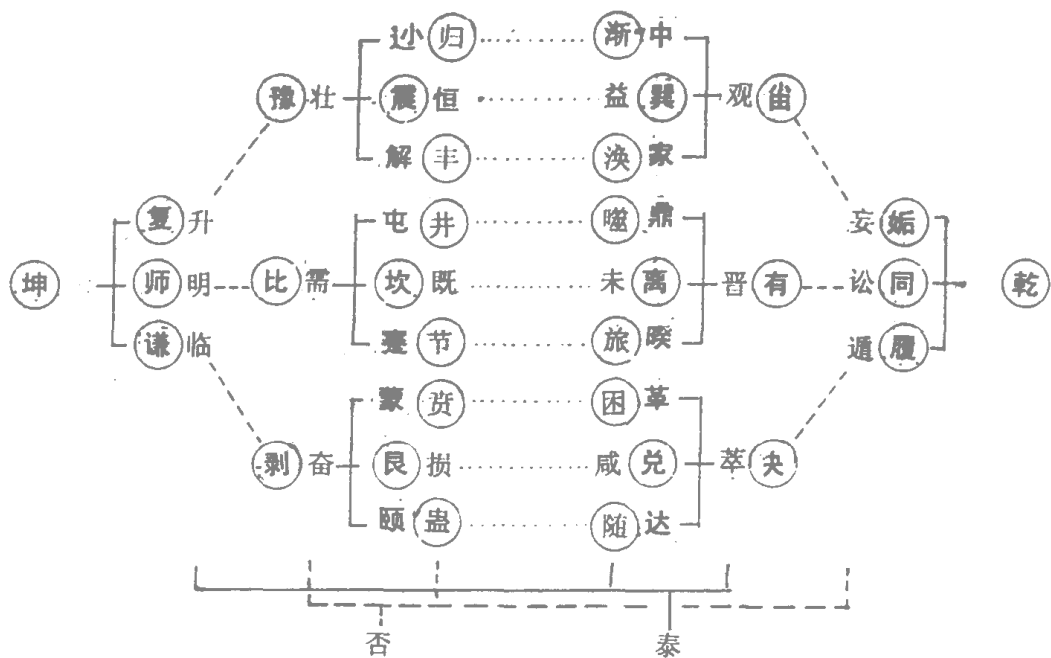 过小 归 渐 中
豫 壮 震 恒 益 巽 观 畜
解 丰 涣 家
复 升 屯 井 噬 鼎 妄 姤
坤 师 明 比 需 坎 既 未 离 晋 有 讼 同 乾
谦 临 蹇 节 旅 睽 遁 履
蒙 贲 困 革
剥 奋 艮 损 咸 兑 萃 夬
颐 蛊 随 达
否 泰